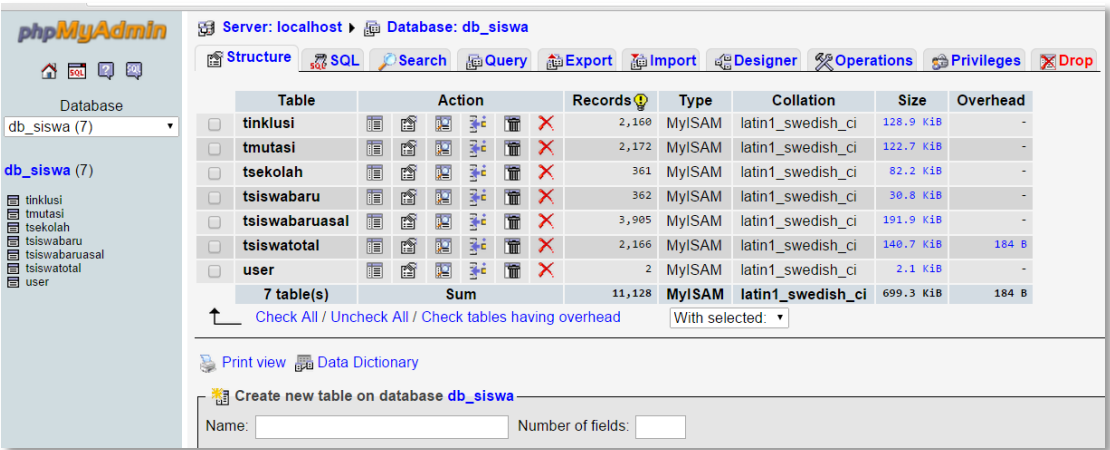 phpMyAdmin
SQL
Database
db_siswa (7)
db_siswa (7)
tinklusi
tmutasi
tsekolah
tsiswabaru
tsiswabaruasal
tsiswatotal
user
Server: localhost Database: db_siswa
Structure SQL Search Query Export Import Designer Operations Privileges Drop
Table Action Records Type Collation Size Overhead
tinklusi 2,160 MyISAM latin1_swedish_ci 128.9 KiB -
tmutasi 2,172 MyISAM latin1_swedish_ci 122.7 KiB -
tsekolah 361 MyISAM latin1_swedish_ci 82.2 KiB -
tsiswabaru 362 MyISAM latin1_swedish_ci 30.8 KiB -
tsiswabaruasal 3,905 MyISAM latin1_swedish_ci 191.9 KiB -
tsiswatotal 2,166 MyISAM latin1_swedish_ci 140.7 KiB 184 B
user 2 MyISAM latin1_swedish_ci 2.1 KiB -
7 table(s) Sum 11,128 MyISAM latin1_swedish_ci 699.3 KiB 184 B
Check All / Uncheck All / Check tables having overhead With selected:
Print view Data Dictionary
Create new table on database db_siswa
Name: Number of fields: